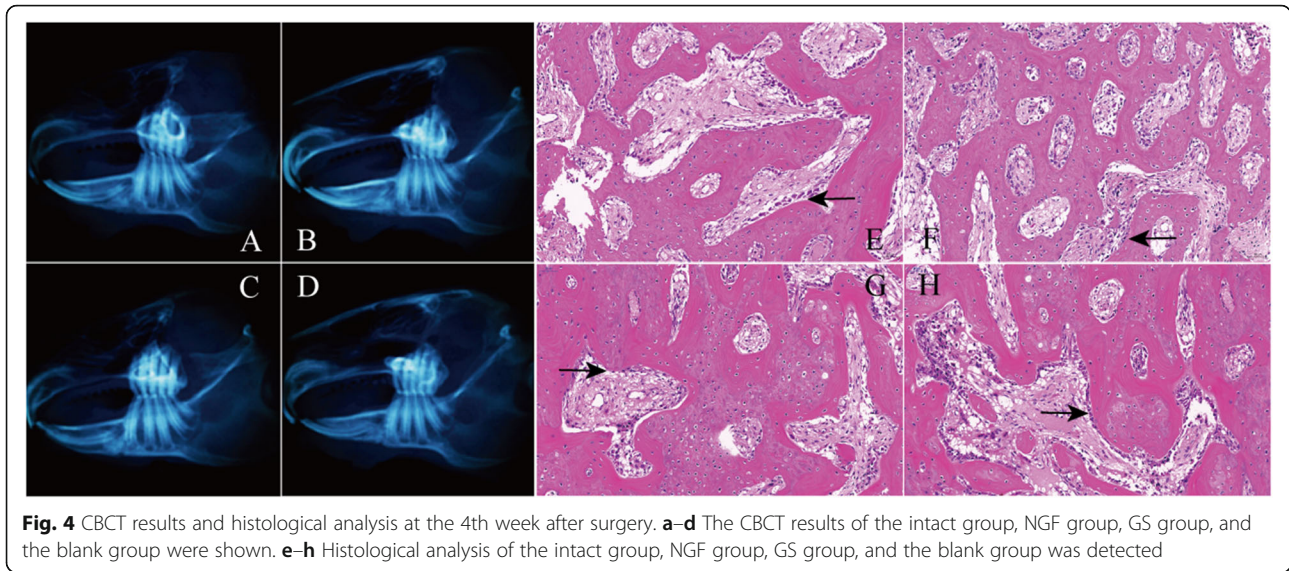 A
B
E
F
C
D
G
H
Fig. 4 CBCT results and histological analysis at the 4th week after surgery. a–d The CBCT results of the intact group, NGF group, GS group, and
the blank group were shown. e–h Histological analysis of the intact group, NGF group, GS group, and the blank group was detected